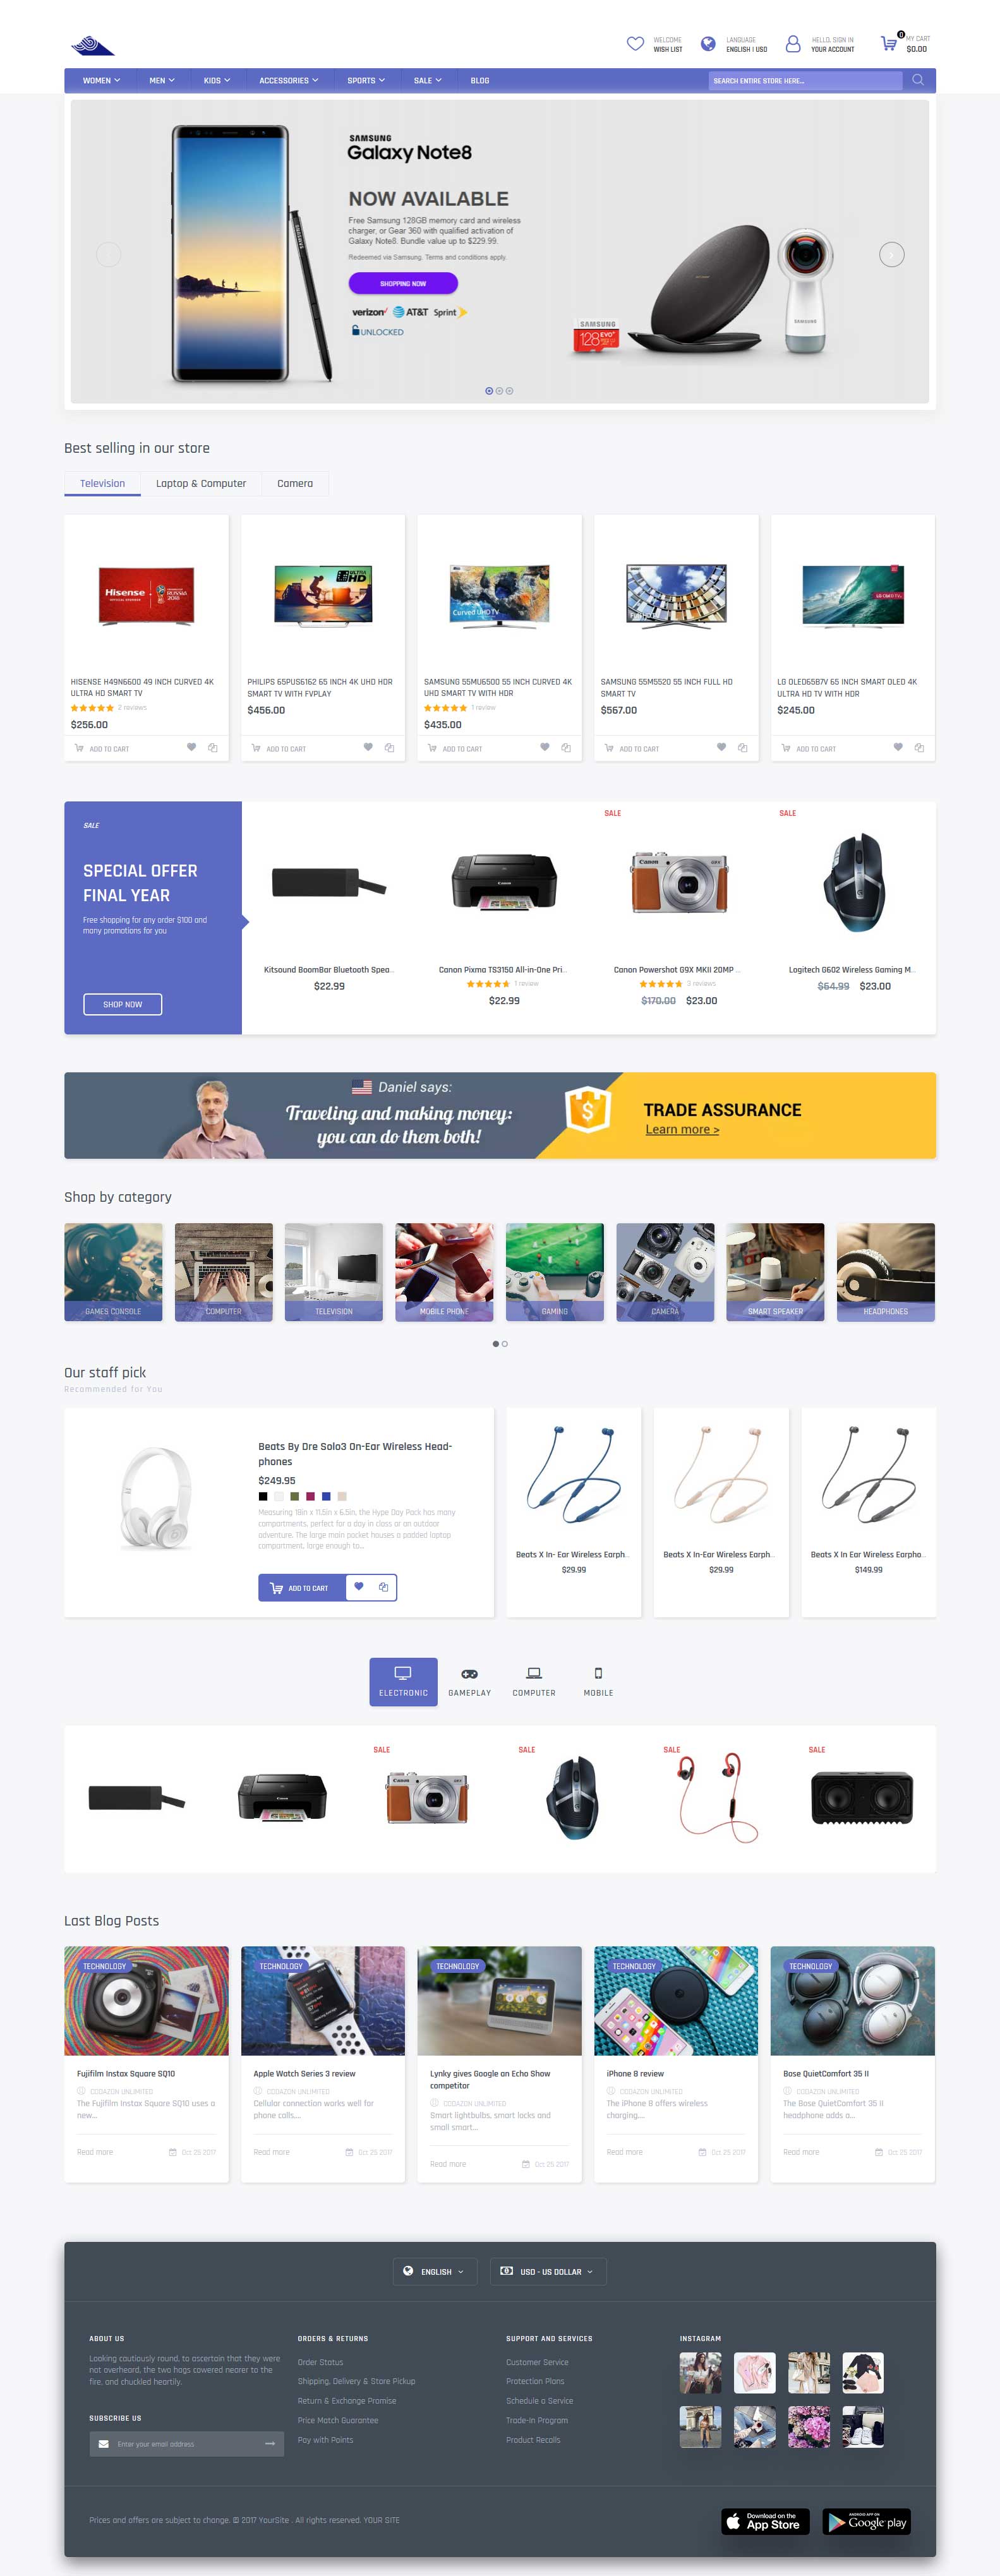 WELCOME
WISH LIST
LANGUAGE
ENGLISH | USD
HELLO, SIGN IN
YOUR ACCOUNT
0
MY CART
$0.00
WOMEN
MEN
KIDS
ACCESSORIES
SPORTS
SALE
BLOG
SEARCH ENTIRE STORE HERE...
SAMSUNG
Galaxy Note8
NOW AVAILABLE
Free Samsung 128GB memory card and wireless
charger, or Gear 360 with qualified activation of
Galaxy Note8. Bundle value up to $229.99.
Redeemed via Samsung. Terms and conditions apply.
SHOPPING NOW
verizon
AT&T
Sprint
UNLOCKED
SAMSUNG
128 EVO+
SAMSUNG
Best selling in our store
Television
Laptop & Computer
Camera
Hisense
RUSSIA
2018
ULTRA
HD
Curved UHD TV
HISENSE H49N6600 49 INCH CURVED 4K
ULTRA HD SMART TV
2 reviews
$256.00
ADD TO CART
PHILIPS 65PUS6162 65 INCH 4K UHD HDR
SMART TV WITH FVPLAY
$456.00
ADD TO CART
SAMSUNG 55MU6500 55 INCH CURVED 4K
UHD SMART TV WITH HDR
1 review
$435.00
ADD TO CART
SAMSUNG 55M5520 55 INCH FULL HD
SMART TV
$567.00
ADD TO CART
LG OLED65B7V 65 INCH SMART OLED 4K
ULTRA HD TV WITH HDR
$245.00
ADD TO CART
SALE
SPECIAL OFFER
FINAL YEAR
Free shopping for any order $100 and
many promotions for you
SHOP NOW
Kitsound BoomBar Bluetooth Spea...
$22.99
Canon Pixma TS3150 All-in-One Pri...
1 review
$22.99
SALE
Canon
Canon Powershot G9X MKII 20MP ...
3 reviews
$170.00 $23.00
SALE
Logitech G602 Wireless Gaming M...
$64.99 $23.00
Daniel says:
Traveling and making money:
you can do them both!
$
TRADE ASSURANCE
Learn more >
Shop by category
GAMES CONSOLE
COMPUTER
TELEVISION
MOBILE PHONE
GAMING
CAMERA
SMART SPEAKER
HEADPHONES
Our staff pick
Recommended for You
Beats By Dre Solo3 On-Ear Wireless Head-
phones
$249.95
Measuring 18in x 11.5in x 6.5in, the Hype Day Pack has many
compartments, perfect for a day in class or an outdoor
adventure. The large main pocket houses a padded laptop
compartment, large enough to...
ADD TO CART
Beats X In- Ear Wireless Earph...
$29.99
Beats X In-Ear Wireless Earph...
$29.99
Beats X In Ear Wireless Earpho...
$149.99
ELECTRONIC
GAMEPLAY
COMPUTER
MOBILE
SALE
Canon
SALE
SALE
SALE
Last Blog Posts
TECHNOLOGY
Fujifilm Instax Square SQ10
CODAZON UNLIMITED
The Fujifilm Instax Square SQ10 uses a
new...
Read more
Oct 25 2017
TECHNOLOGY
Apple Watch Series 3 review
CODAZON UNLIMITED
Cellular connection works well for
phone calls,...
Read more
Oct 25 2017
TECHNOLOGY
Lynky gives Google an Echo Show
competitor
CODAZON UNLIMITED
Smart lightbulbs, smart locks and
small smart...
Read more
Oct 25 2017
TECHNOLOGY
iPhone 8 review
CODAZON UNLIMITED
The iPhone 8 offers wireless
charging,...
Read more
Oct 25 2017
TECHNOLOGY
Bose QuietComfort 35 II
CODAZON UNLIMITED
The Bose QuietComfort 35 II
headphone adds a...
Read more
Oct 25 2017
ENGLISH
USD - US DOLLAR
ABOUT US
Looking cautiously round, to ascertain that they were
not overheard, the two hags cowered nearer to the
fire, and chuckled heartily.
SUBSCRIBE US
Enter your email address
ORDERS & RETURNS
Order Status
Shipping, Delivery & Store Pickup
Return & Exchange Promise
Price Match Guarantee
Pay with Points
SUPPORT AND SERVICES
Customer Service
Protection Plans
Schedule a Service
Trade-In Program
Product Recalls
INSTAGRAM
Prices and offers are subject to change. © 2017 YourSite . All rights reserved. YOUR SITE
Download on the
App Store
ANDROID APP ON
Google play